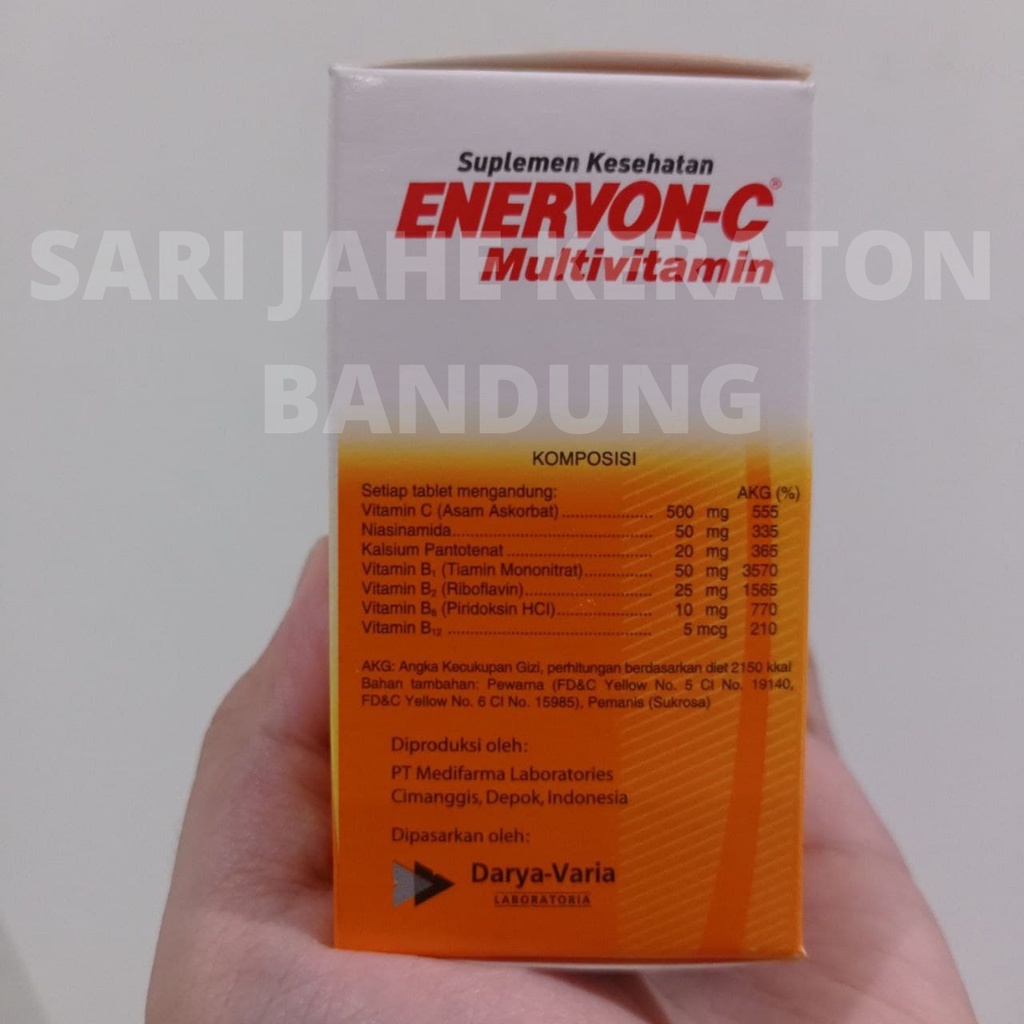 Suplemen Kesehatan
ENERVON-C®
Multivitamin
SARI JAHE KERATON
BANDUNG
KOMPOSISI
Setiap tablet mengandung: AKG (%)
Vitamin C (Asam Askorbat) ..................... 500 mg 555
Niasinamida............................................... 50 mg 335
Kalsium Pantotenat .................................. 20 mg 365
Vitamin B₁ (Tiamin Mononitrat)................ 50 mg 3570
Vitamin B₂ (Riboflavin)............................. 25 mg 1565
Vitamin B₆ (Piridoksin HCl)...................... 10 mg 770
Vitamin B₁₂ ................................................ 5 mcg 210
AKG: Angka Kecukupan Gizi, perhitungan berdasarkan diet 2150 kkal
Bahan tambahan: Pewarna (FD&C Yellow No. 5 CI No. 19140,
FD&C Yellow No. 6 CI No. 15985), Pemanis (Sukrosa)
Diproduksi oleh:
PT Medifarma Laboratories
Cimanggis, Depok, Indonesia
Dipasarkan oleh:
Darya-Varia
LABORATORIA